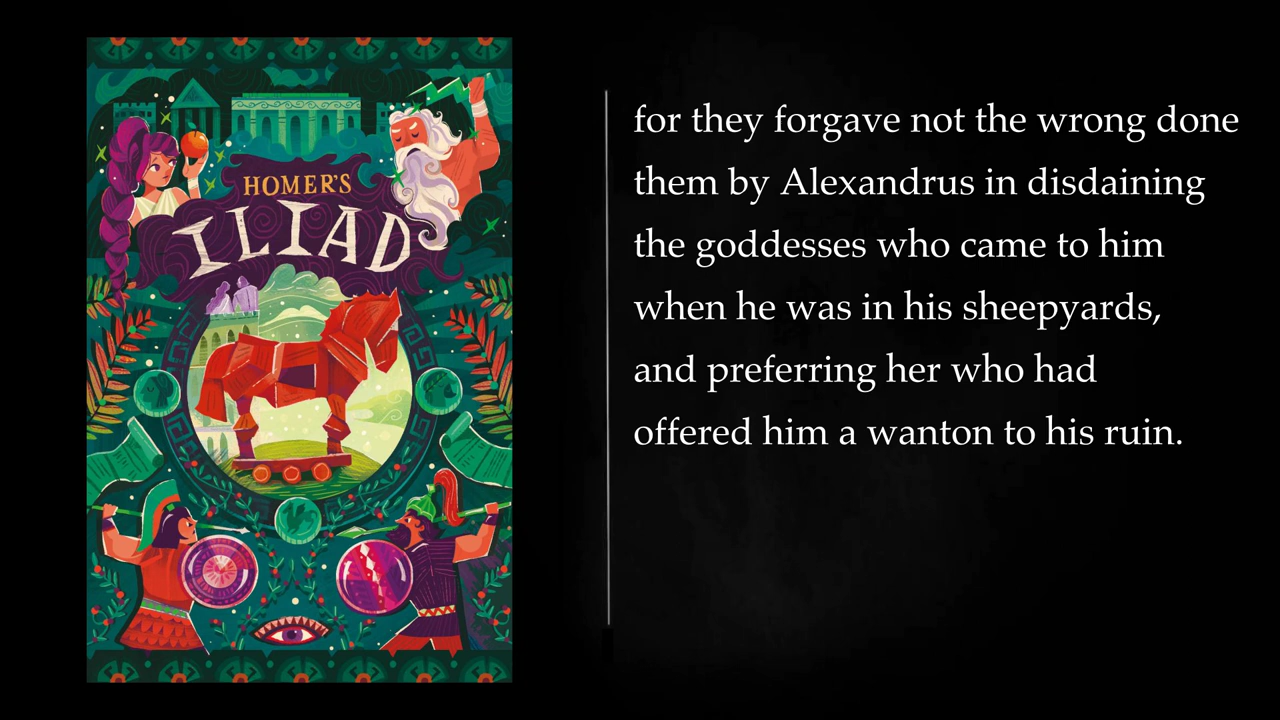 HOMER'S
ILIAD
for they forgave not the wrong done
them by Alexandrus in disdaining
the goddesses who came to him
when he was in his sheepyards,
and preferring her who had
offered him a wanton to his ruin.